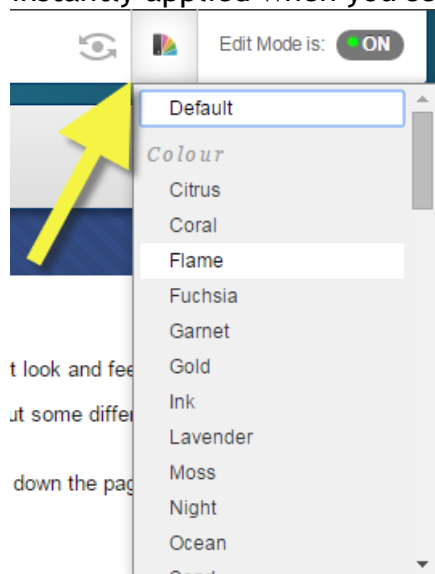 Edit Mode is: ON
Default
Colour
Citrus
Coral
Flame
Fuchsia
Garnet
t look and fee
Gold
ut some differ
Ink
Lavender
down the pag
Moss
Night
Ocean